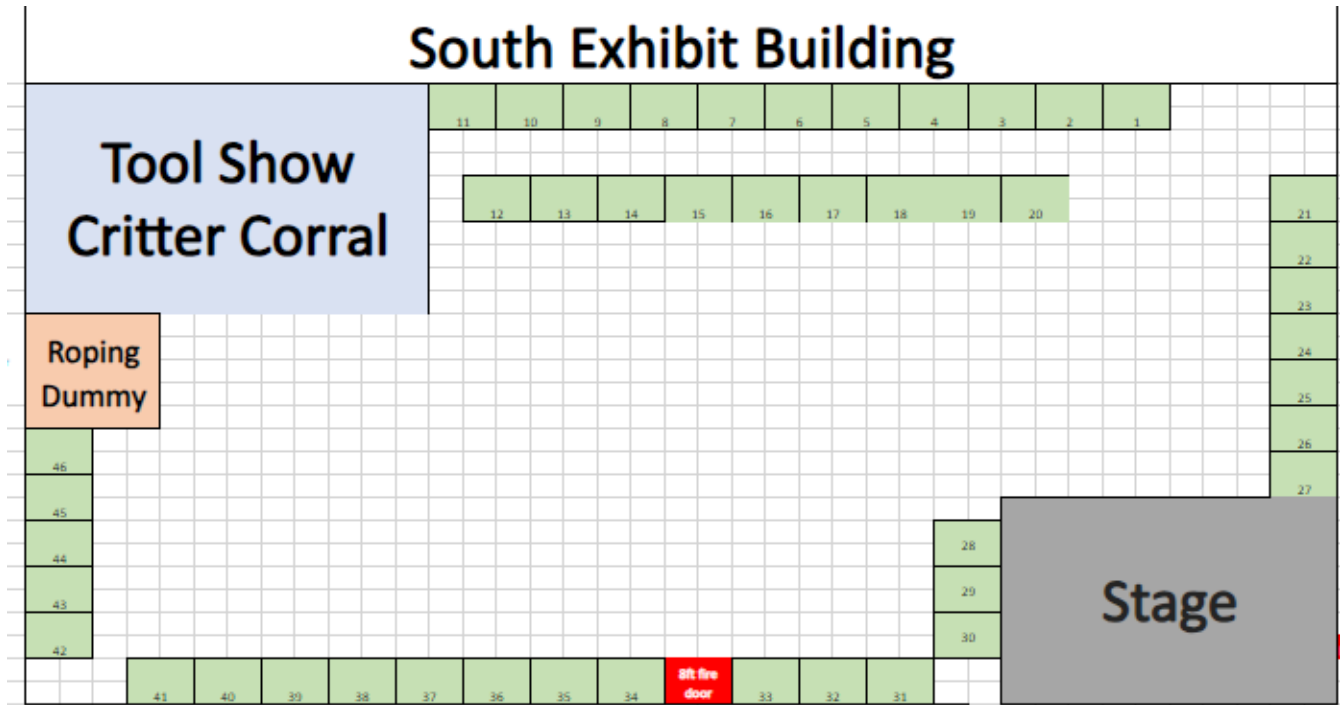 South Exhibit Building
Tool Show
Critter Corral
11 10 9 8 7 6 5 4 3 2 1
12 13 14 15 16 17 18 19 20
21
22
23
Roping
Dummy
24
25
26
27
46
45
44
43
42
28
29
30
Stage
41 40 39 38 37 36 35 34
8ft fire
door
33 32 31